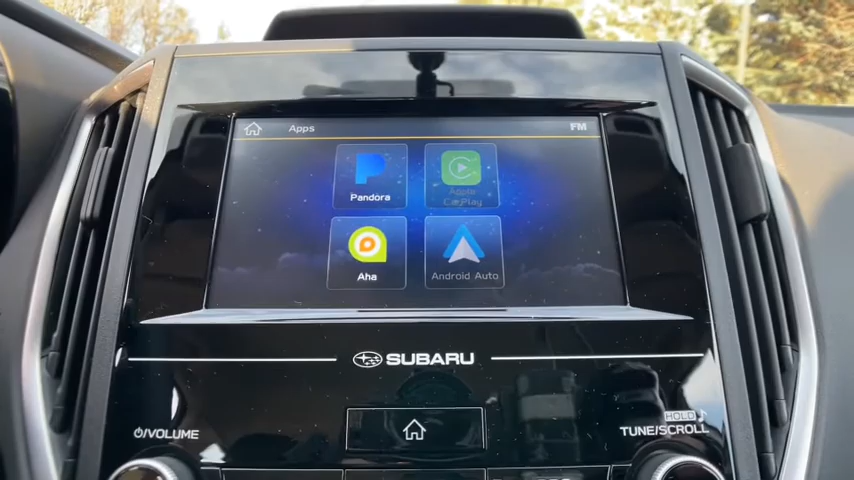 Apps
FM
Pandora
Apple
CarPlay
Aha
Android Auto
SUBARU
/VOLUME
HOLD
TUNE/SCROLL